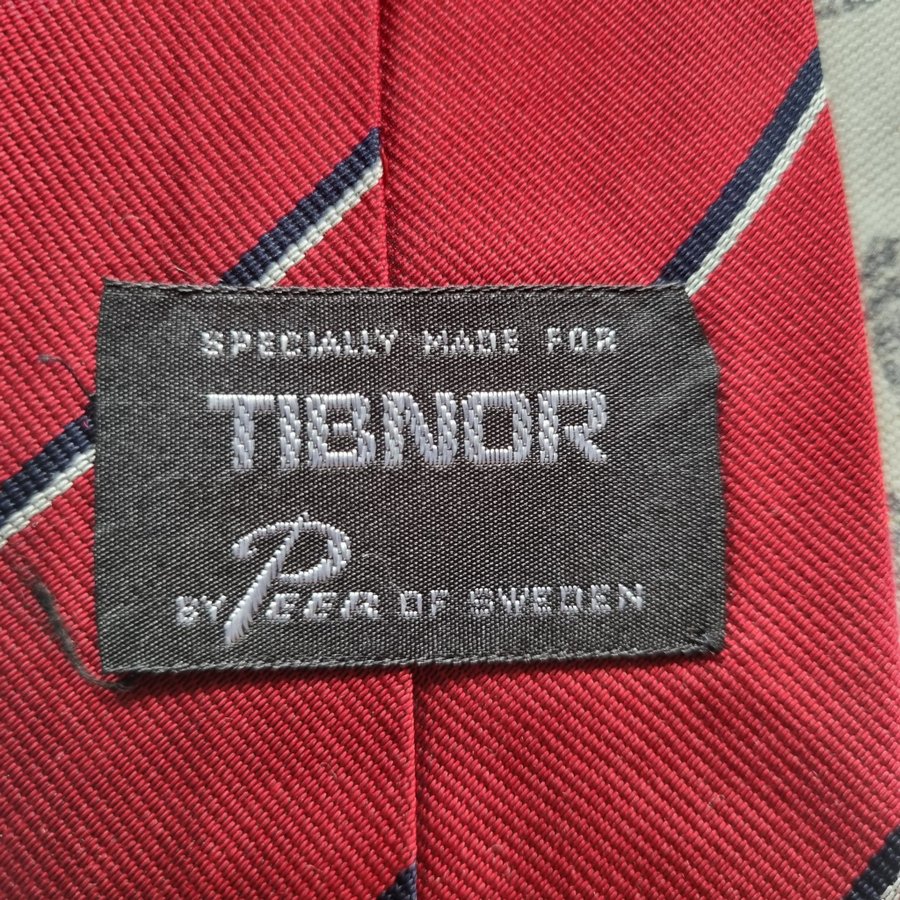 SPECIALLY MADE FOR
TIBNOR
BY PEER OF SWEDEN